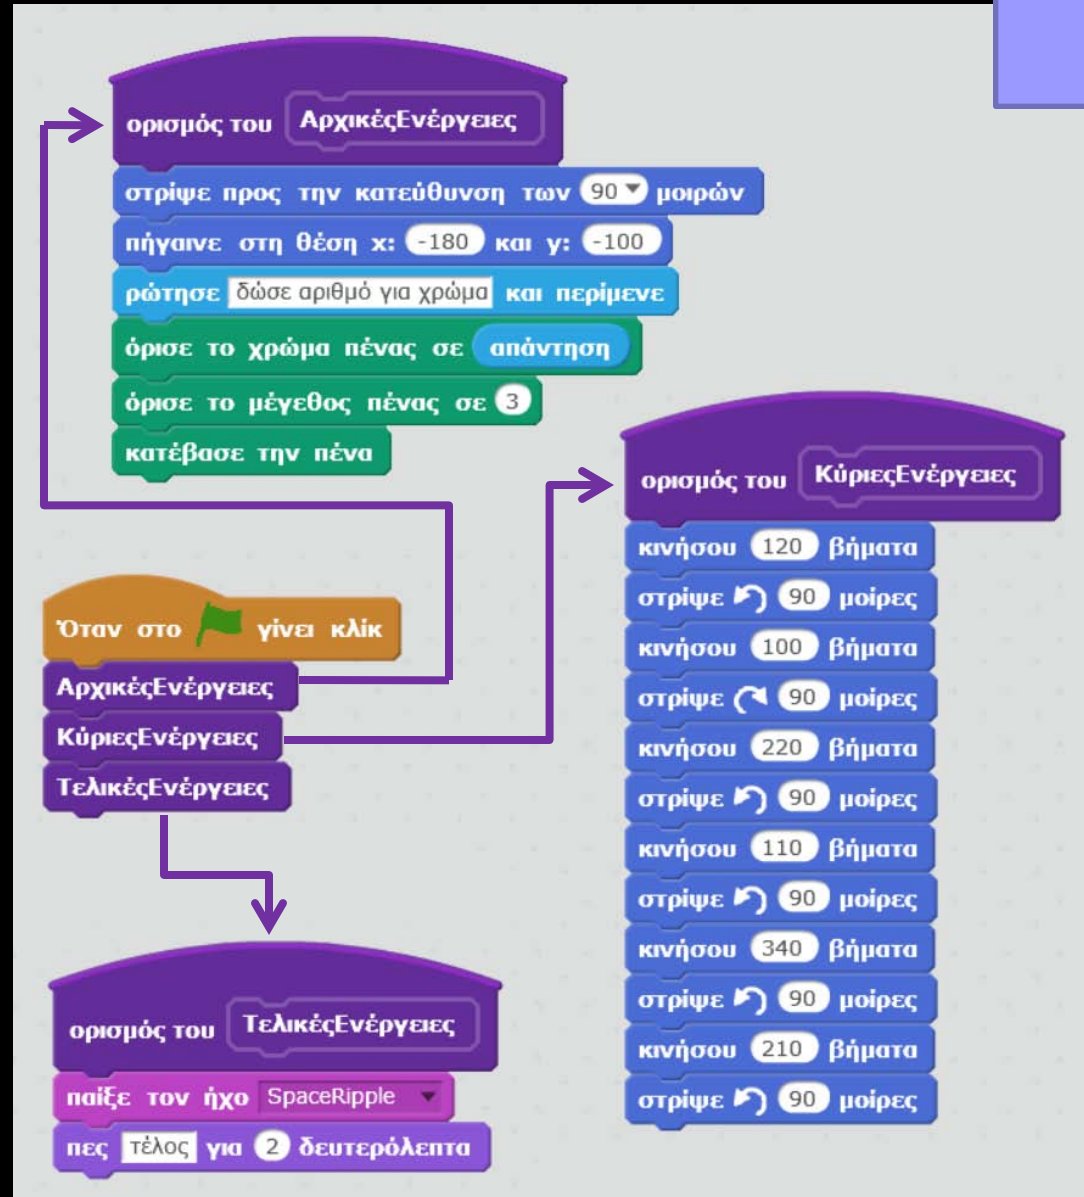 ορισμός του ΑρχικέςΕνέργειες
στρίψε προς την κατεύθυνση των 90 μοιρών
πήγαινε στη θέση x: -180 και y: -100
ρώτησε δώσε αριθμό για χρώμα και περίμενε
όρισε το χρώμα πένας σε απάντηση
όρισε το μέγεθος πένας σε 3
κατέβασε την πένα
Όταν στο γίνει κλίκ
ΑρχικέςΕνέργειες
ΚύριεςΕνέργειες
ΤελικέςΕνέργειες
ορισμός του ΤελικέςΕνέργειες
παίξε τον ήχο SpaceRipple
πες τέλος για 2 δευτερόλεπτα
ορισμός του ΚύριεςΕνέργειες
κινήσου 120 βήματα
στρίψε 90 μοίρες
κινήσου 100 βήματα
στρίψε 90 μοίρες
κινήσου 220 βήματα
στρίψε 90 μοίρες
κινήσου 110 βήματα
στρίψε 90 μοίρες
κινήσου 340 βήματα
στρίψε 90 μοίρες
κινήσου 210 βήματα
στρίψε 90 μοίρες